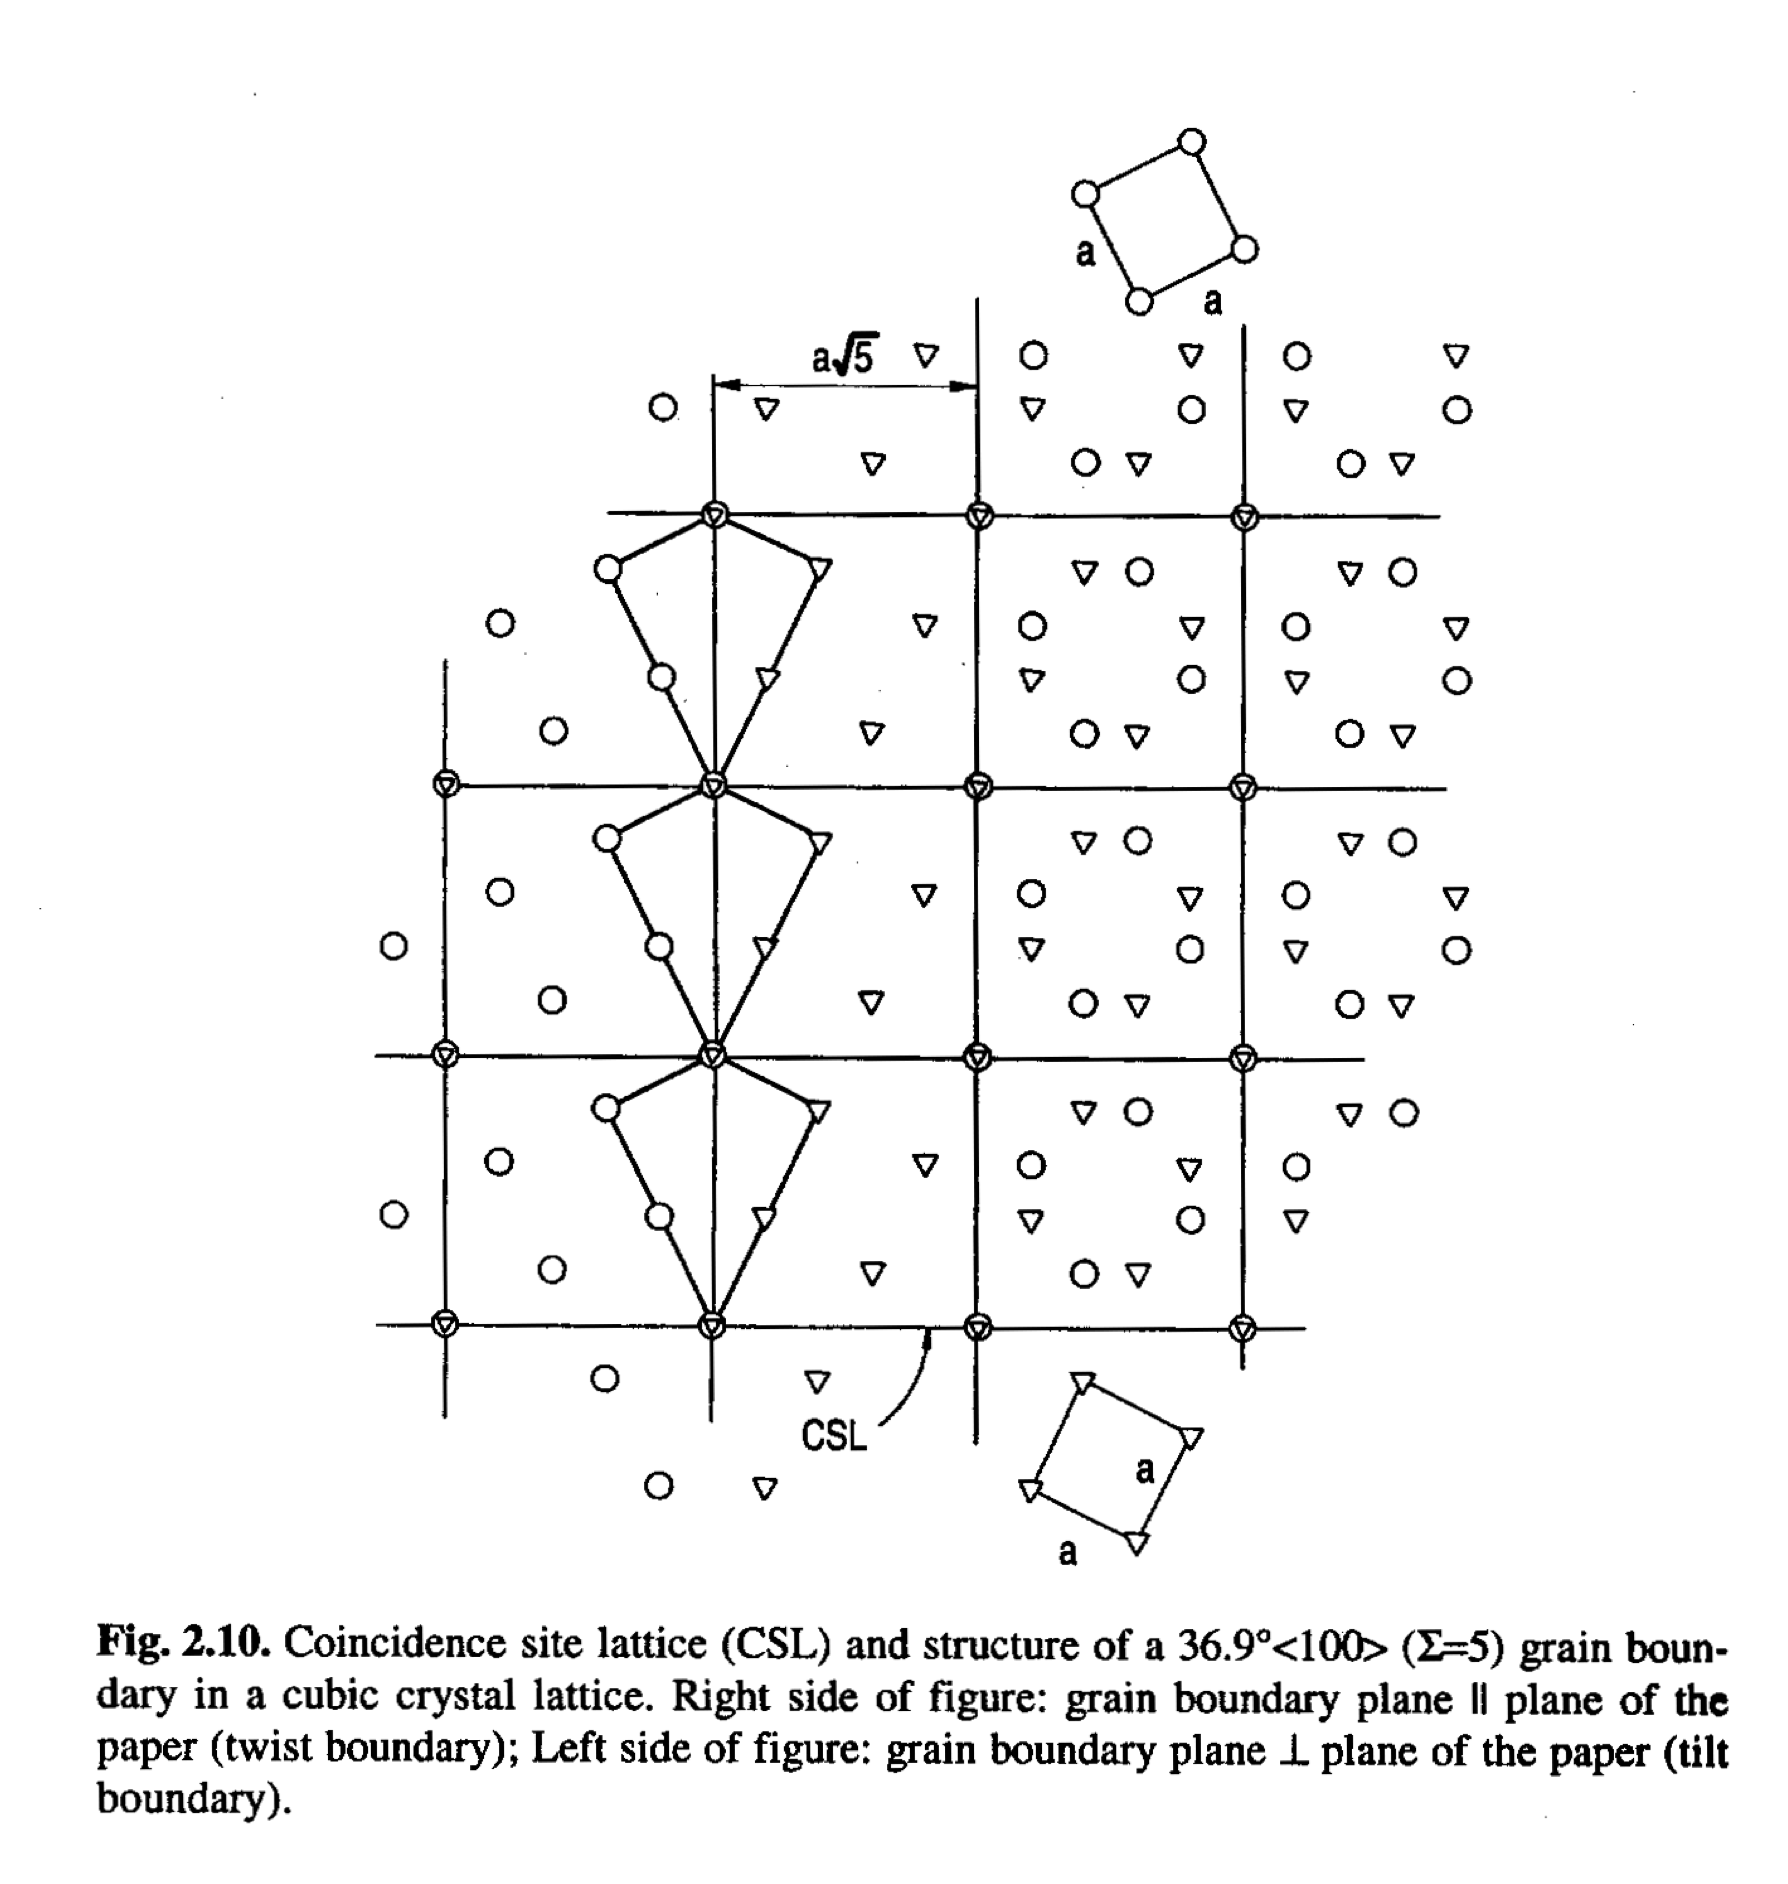 a
a
a√5
CSL
a
a
Fig. 2.10. Coincidence site lattice (CSL) and structure of a 36.9°<100> (Σ=5) grain boun-
dary in a cubic crystal lattice. Right side of figure: grain boundary plane || plane of the
paper (twist boundary); Left side of figure: grain boundary plane ⊥ plane of the paper (tilt
boundary).